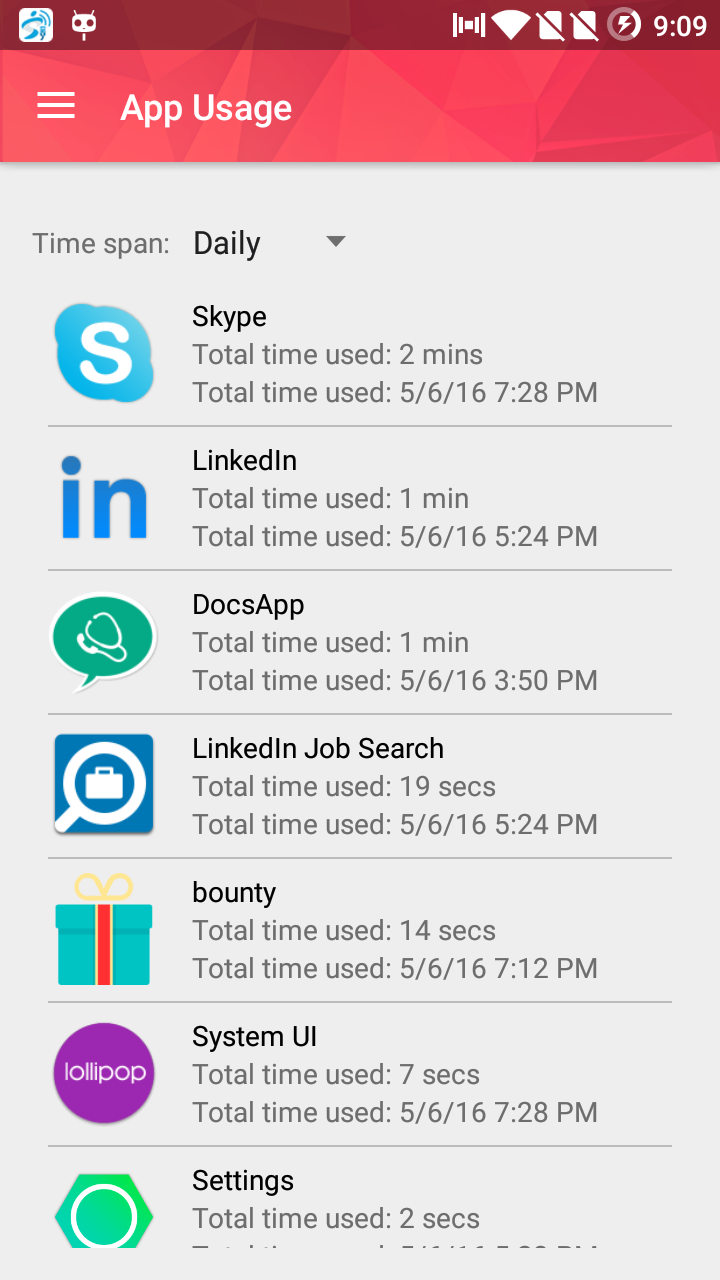 9:09
App Usage
Time span: Daily
Skype
Total time used: 2 mins
Total time used: 5/6/16 7:28 PM
LinkedIn
Total time used: 1 min
Total time used: 5/6/16 5:24 PM
DocsApp
Total time used: 1 min
Total time used: 5/6/16 3:50 PM
LinkedIn Job Search
Total time used: 19 secs
Total time used: 5/6/16 5:24 PM
bounty
Total time used: 14 secs
Total time used: 5/6/16 7:12 PM
System UI
lollipop
Total time used: 7 secs
Total time used: 5/6/16 7:28 PM
Settings
Total time used: 2 secs